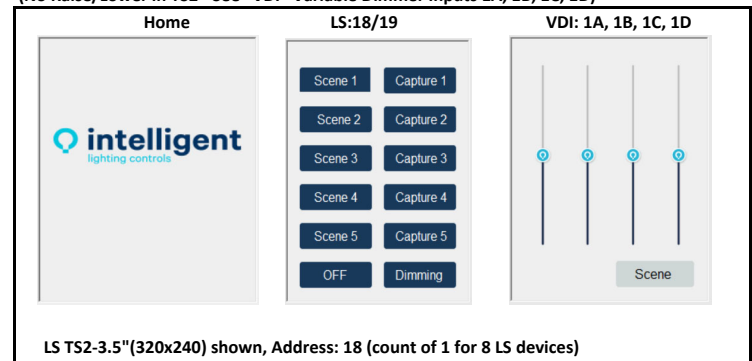 Home LS:18/19 VDI: 1A, 1B, 1C, 1D
Scene 1 Capture 1
Scene 2 Capture 2
intelligent
lighting controls
Scene 3 Capture 3
Scene 4 Capture 4
Scene 5 Capture 5
OFF Dimming
Scene
LS TS2-3.5"(320x240) shown, Address: 18 (count of 1 for 8 LS devices)